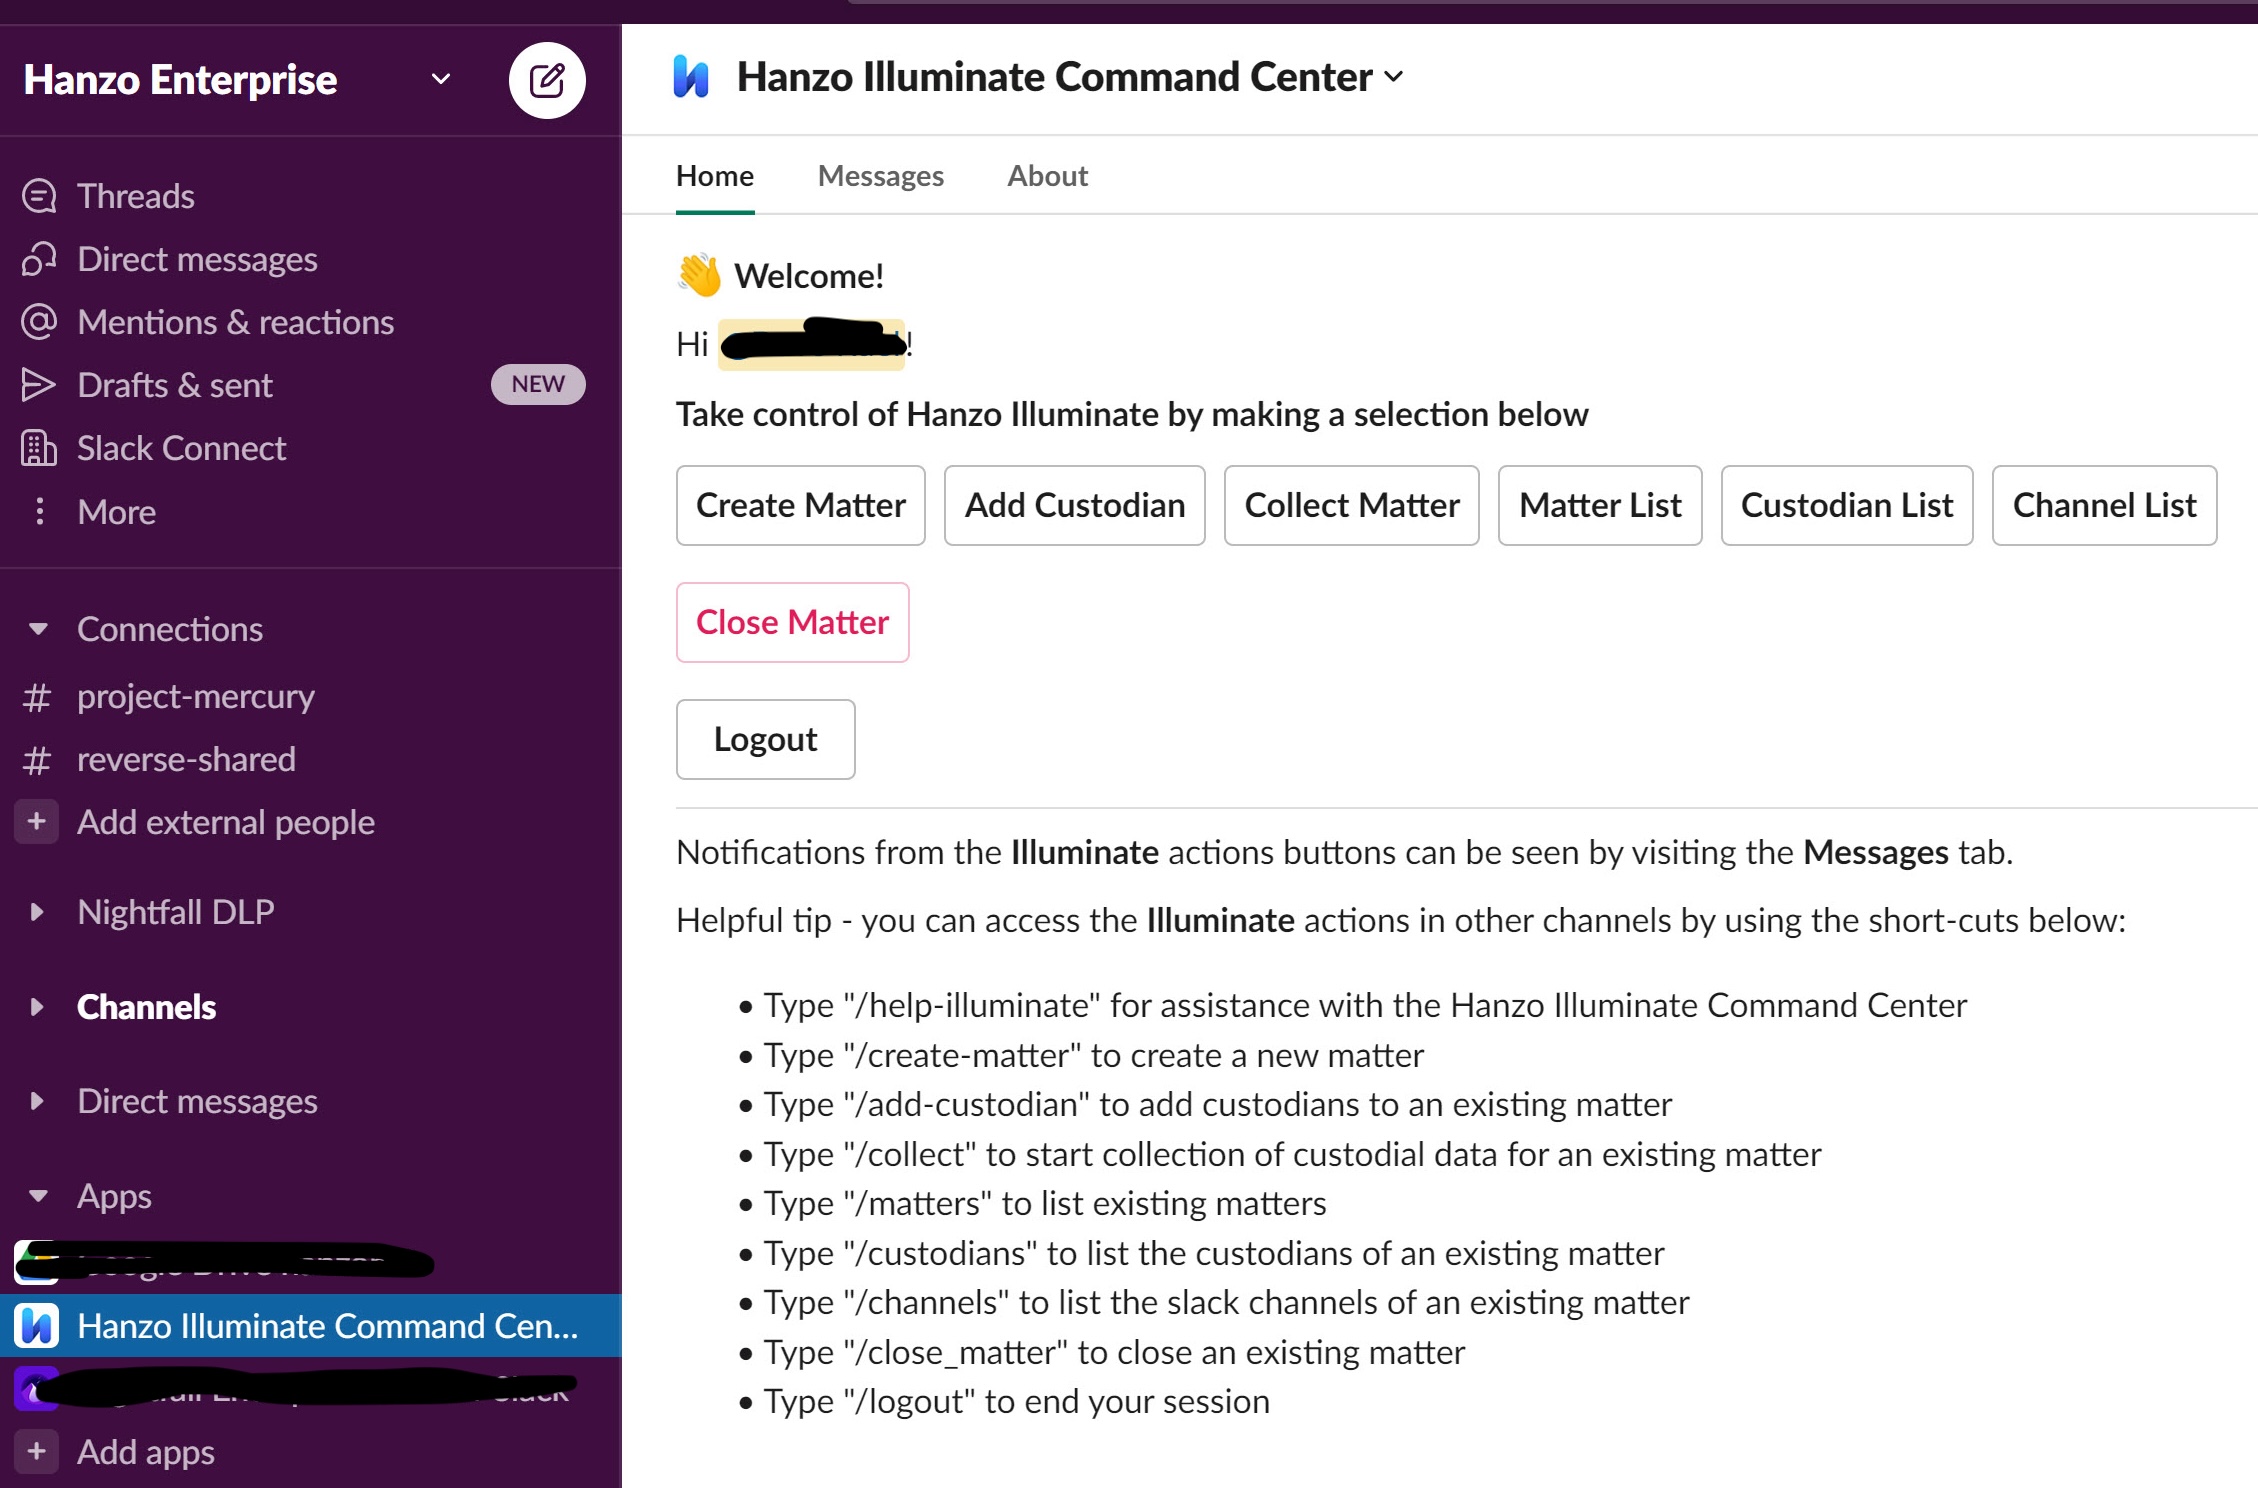 Hanzo Enterprise
Threads
Direct messages
Mentions & reactions
Drafts & sent
NEW
Slack Connect
More
Connections
# project-mercury
# reverse-shared
+ Add external people
Nightfall DLP
Channels
Direct messages
Apps
Hanzo Illuminate Command Cen...
Slack
+ Add apps
Hanzo Illuminate Command Center
Home Messages About
Welcome!
Hi !
Take control of Hanzo Illuminate by making a selection below
Create Matter Add Custodian Collect Matter Matter List Custodian List Channel List
Close Matter
Logout
Notifications from the Illuminate actions buttons can be seen by visiting the Messages tab.
Helpful tip - you can access the Illuminate actions in other channels by using the short-cuts below:
• Type "/help-illuminate" for assistance with the Hanzo Illuminate Command Center
• Type "/create-matter" to create a new matter
• Type "/add-custodian" to add custodians to an existing matter
• Type "/collect" to start collection of custodial data for an existing matter
• Type "/matters" to list existing matters
• Type "/custodians" to list the custodians of an existing matter
• Type "/channels" to list the slack channels of an existing matter
• Type "/close_matter" to close an existing matter
• Type "/logout" to end your session